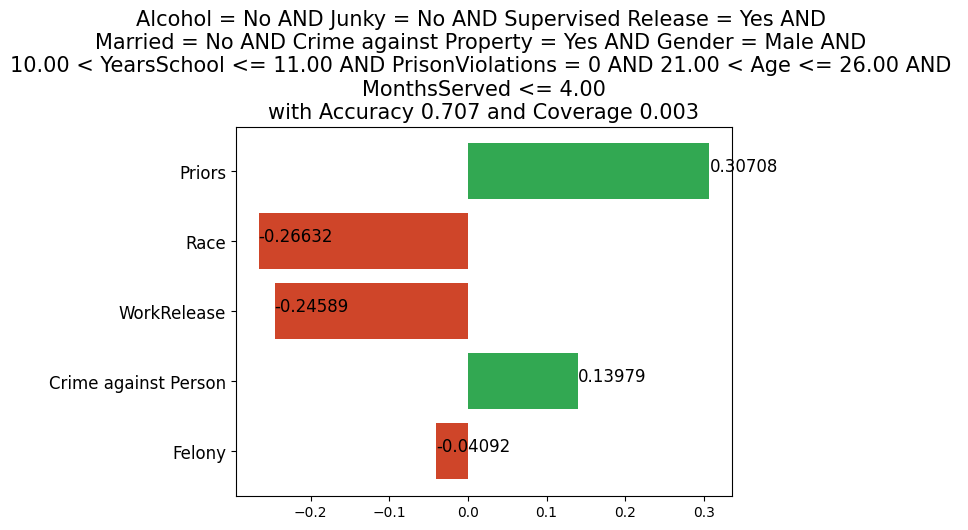 Alcohol = No AND Junky = No AND Supervised Release = Yes AND
Married = No AND Crime against Property = Yes AND Gender = Male AND
10.00 < YearsSchool <= 11.00 AND PrisonViolations = 0 AND 21.00 < Age <= 26.00 AND
MonthsServed <= 4.00
with Accuracy 0.707 and Coverage 0.003
Priors 0.30708
Race -0.26632
WorkRelease -0.24589
Crime against Person 0.13979
Felony -0.04092
−0.2 −0.1 0.0 0.1 0.2 0.3